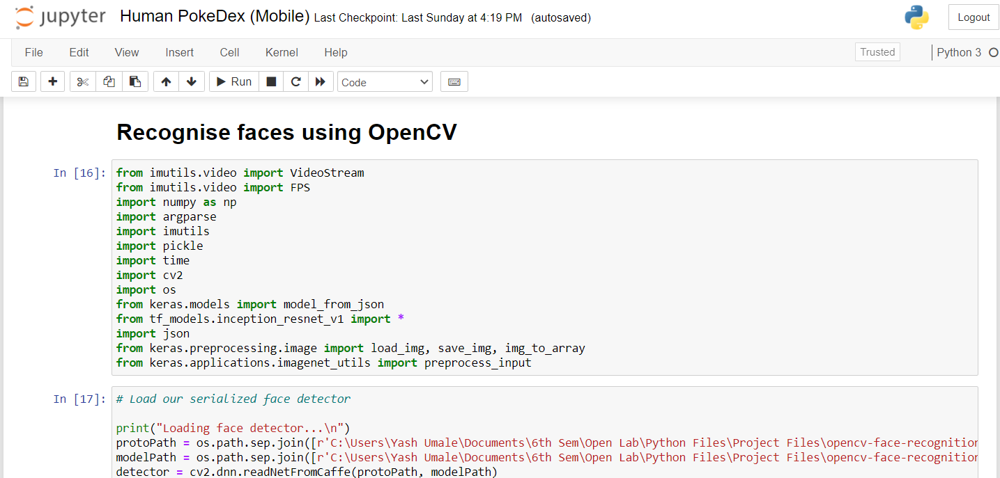 jupyter Human PokeDex (Mobile) Last Checkpoint: Last Sunday at 4:19 PM (autosaved) Logout
File Edit View Insert Cell Kernel Help Trusted Python 3
Run Code
Recognise faces using OpenCV
In [16]: from imutils.video import VideoStream
from imutils.video import FPS
import numpy as np
import argparse
import imutils
import pickle
import time
import cv2
import os
from keras.models import model_from_json
from tf_models.inception_resnet_v1 import *
import json
from keras.preprocessing.image import load_img, save_img, img_to_array
from keras.applications.imagenet_utils import preprocess_input
In [17]: # Load our serialized face detector
print("Loading face detector...\n")
protoPath = os.path.sep.join([r'C:\Users\Yash Umale\Documents\6th Sem\Open Lab\Python Files\Project Files\opencv-face-recognition
modelPath = os.path.sep.join([r'C:\Users\Yash Umale\Documents\6th Sem\Open Lab\Python Files\Project Files\opencv-face-recognition
detector = cv2.dnn.readNetFromCaffe(protoPath, modelPath)